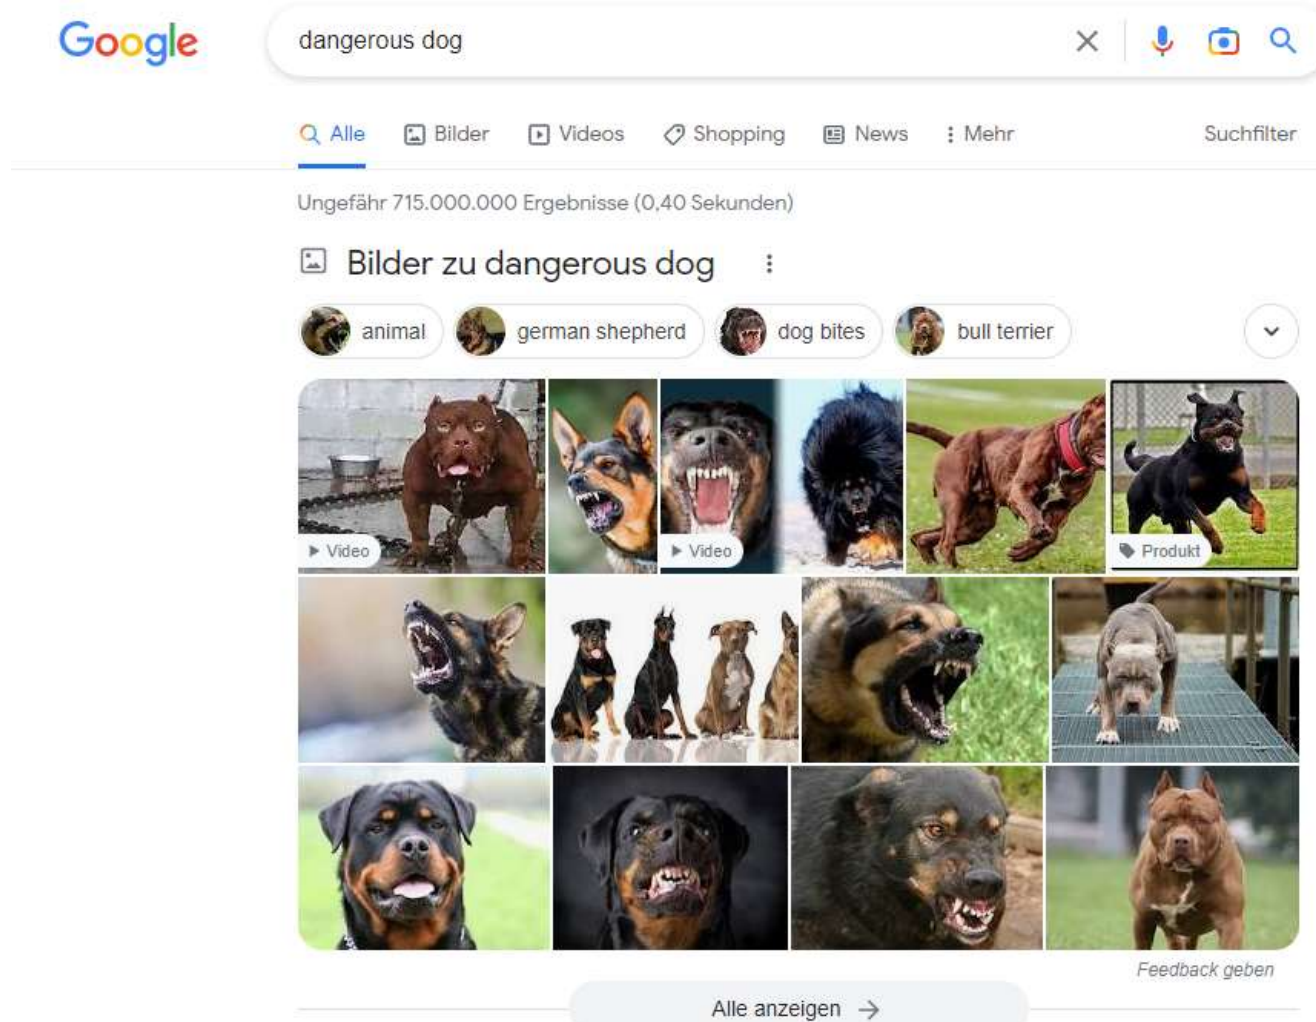 Google
dangerous dog
Alle Bilder Videos Shopping News Mehr Suchfilter
Ungefähr 715.000.000 Ergebnisse (0,40 Sekunden)
Bilder zu dangerous dog
animal german shepherd dog bites bull terrier
Video Video Produkt
Feedback geben
Alle anzeigen →